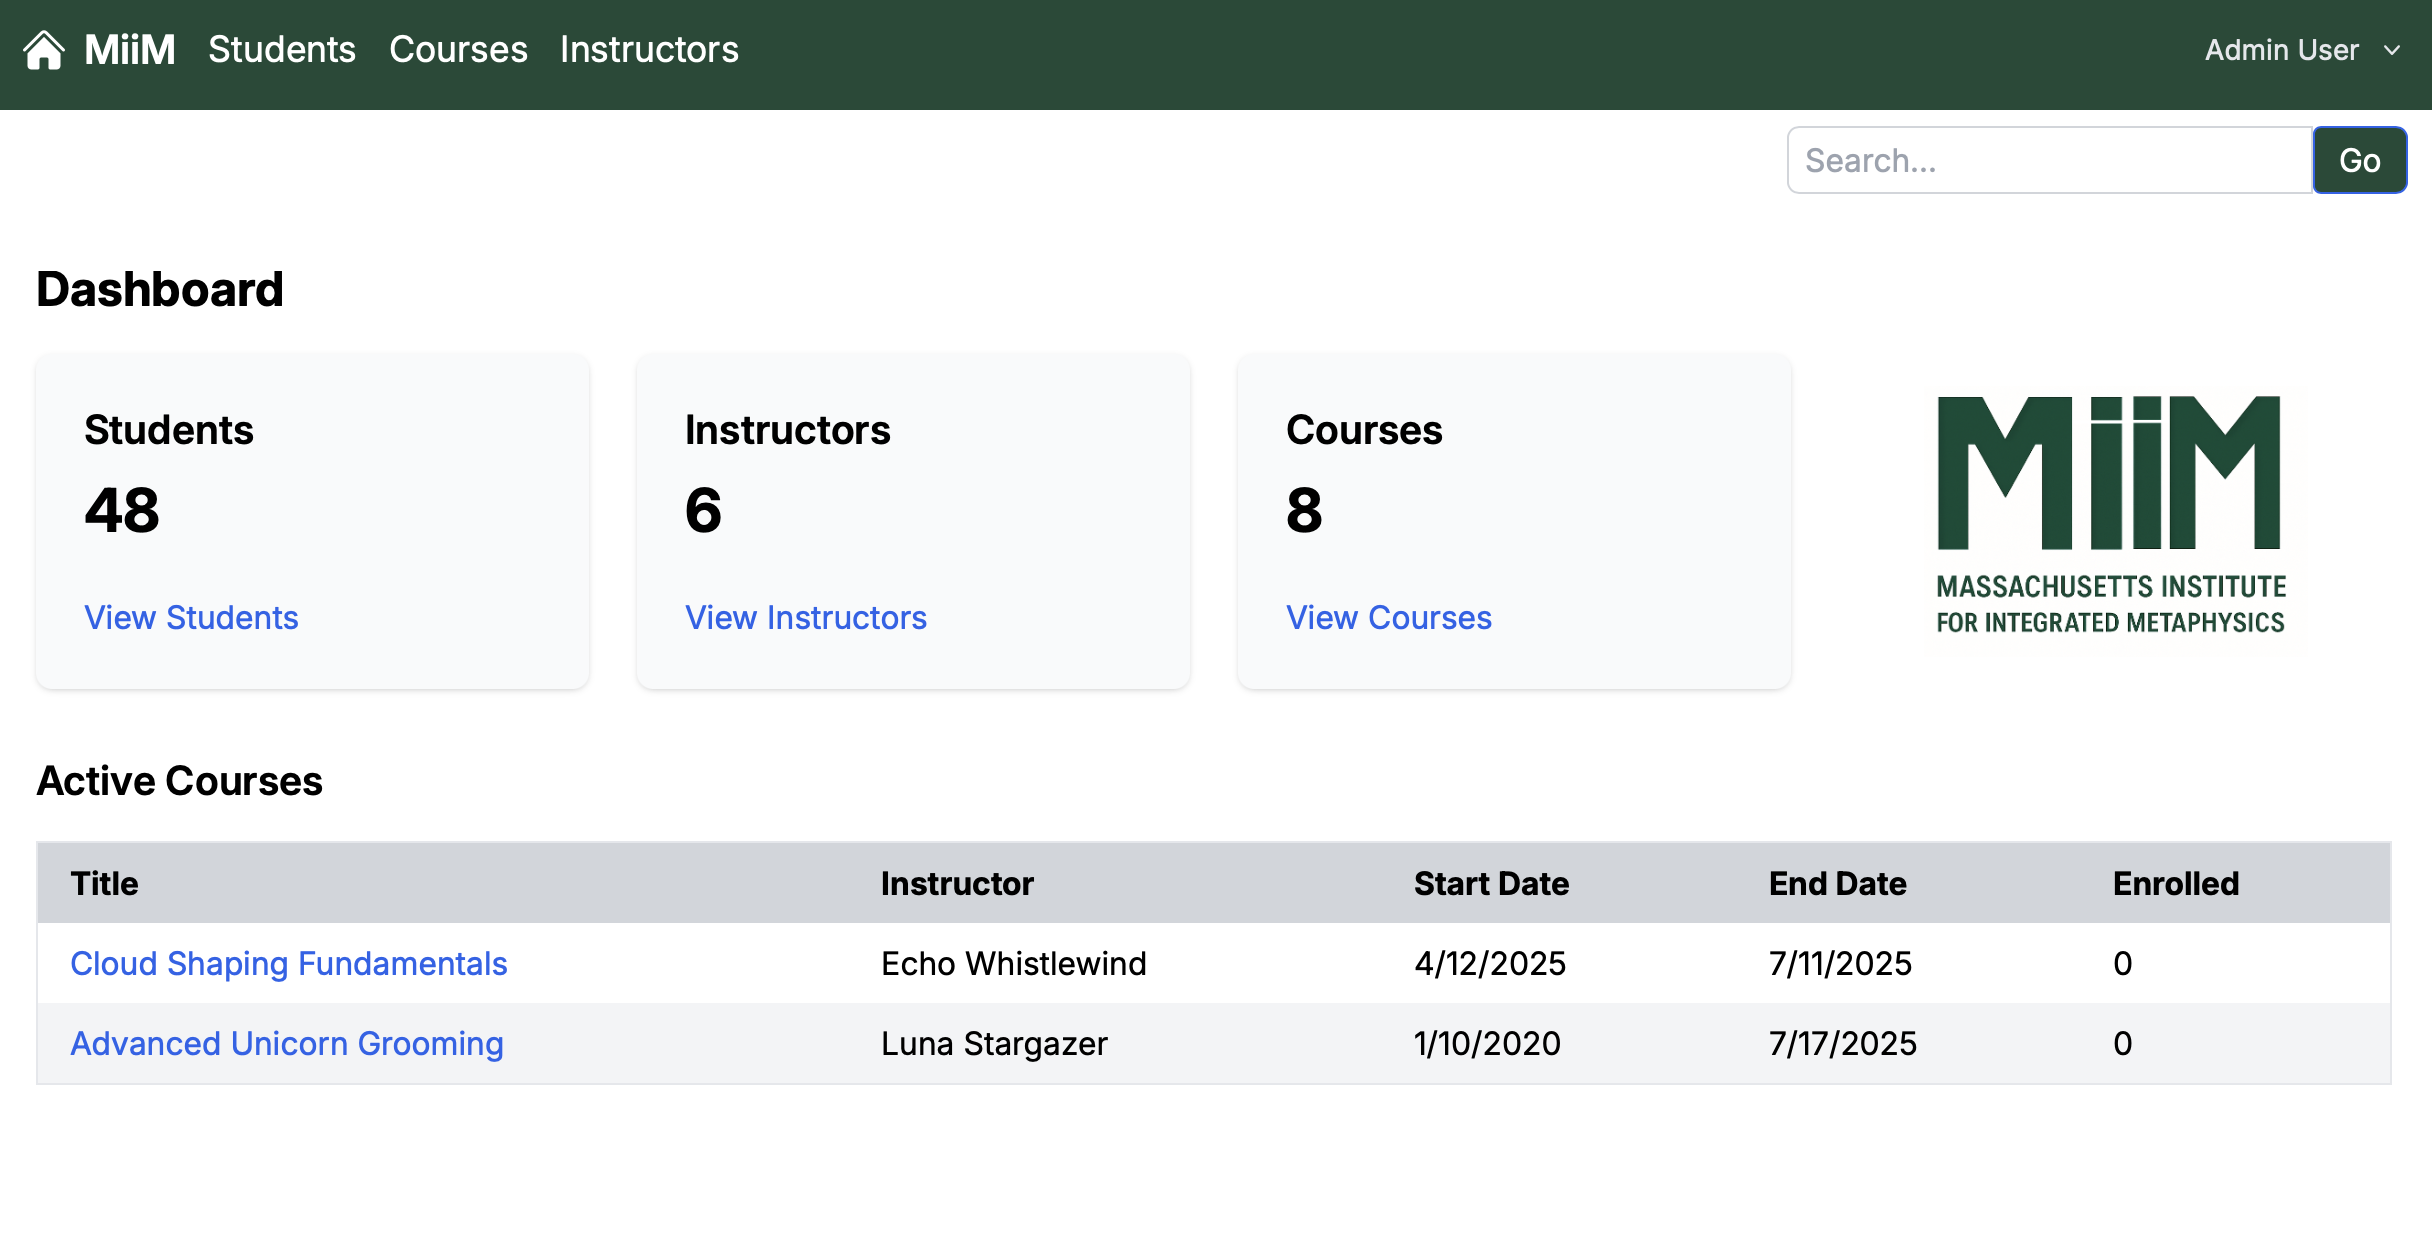 MiiM Students Courses Instructors Admin User
Search... Go
Dashboard
Students
48
View Students
Instructors
6
View Instructors
Courses
8
View Courses
MiiM
MASSACHUSETTS INSTITUTE
FOR INTEGRATED METAPHYSICS
Active Courses
Title Instructor Start Date End Date Enrolled
Cloud Shaping Fundamentals Echo Whistlewind 4/12/2025 7/11/2025 0
Advanced Unicorn Grooming Luna Stargazer 1/10/2020 7/17/2025 0